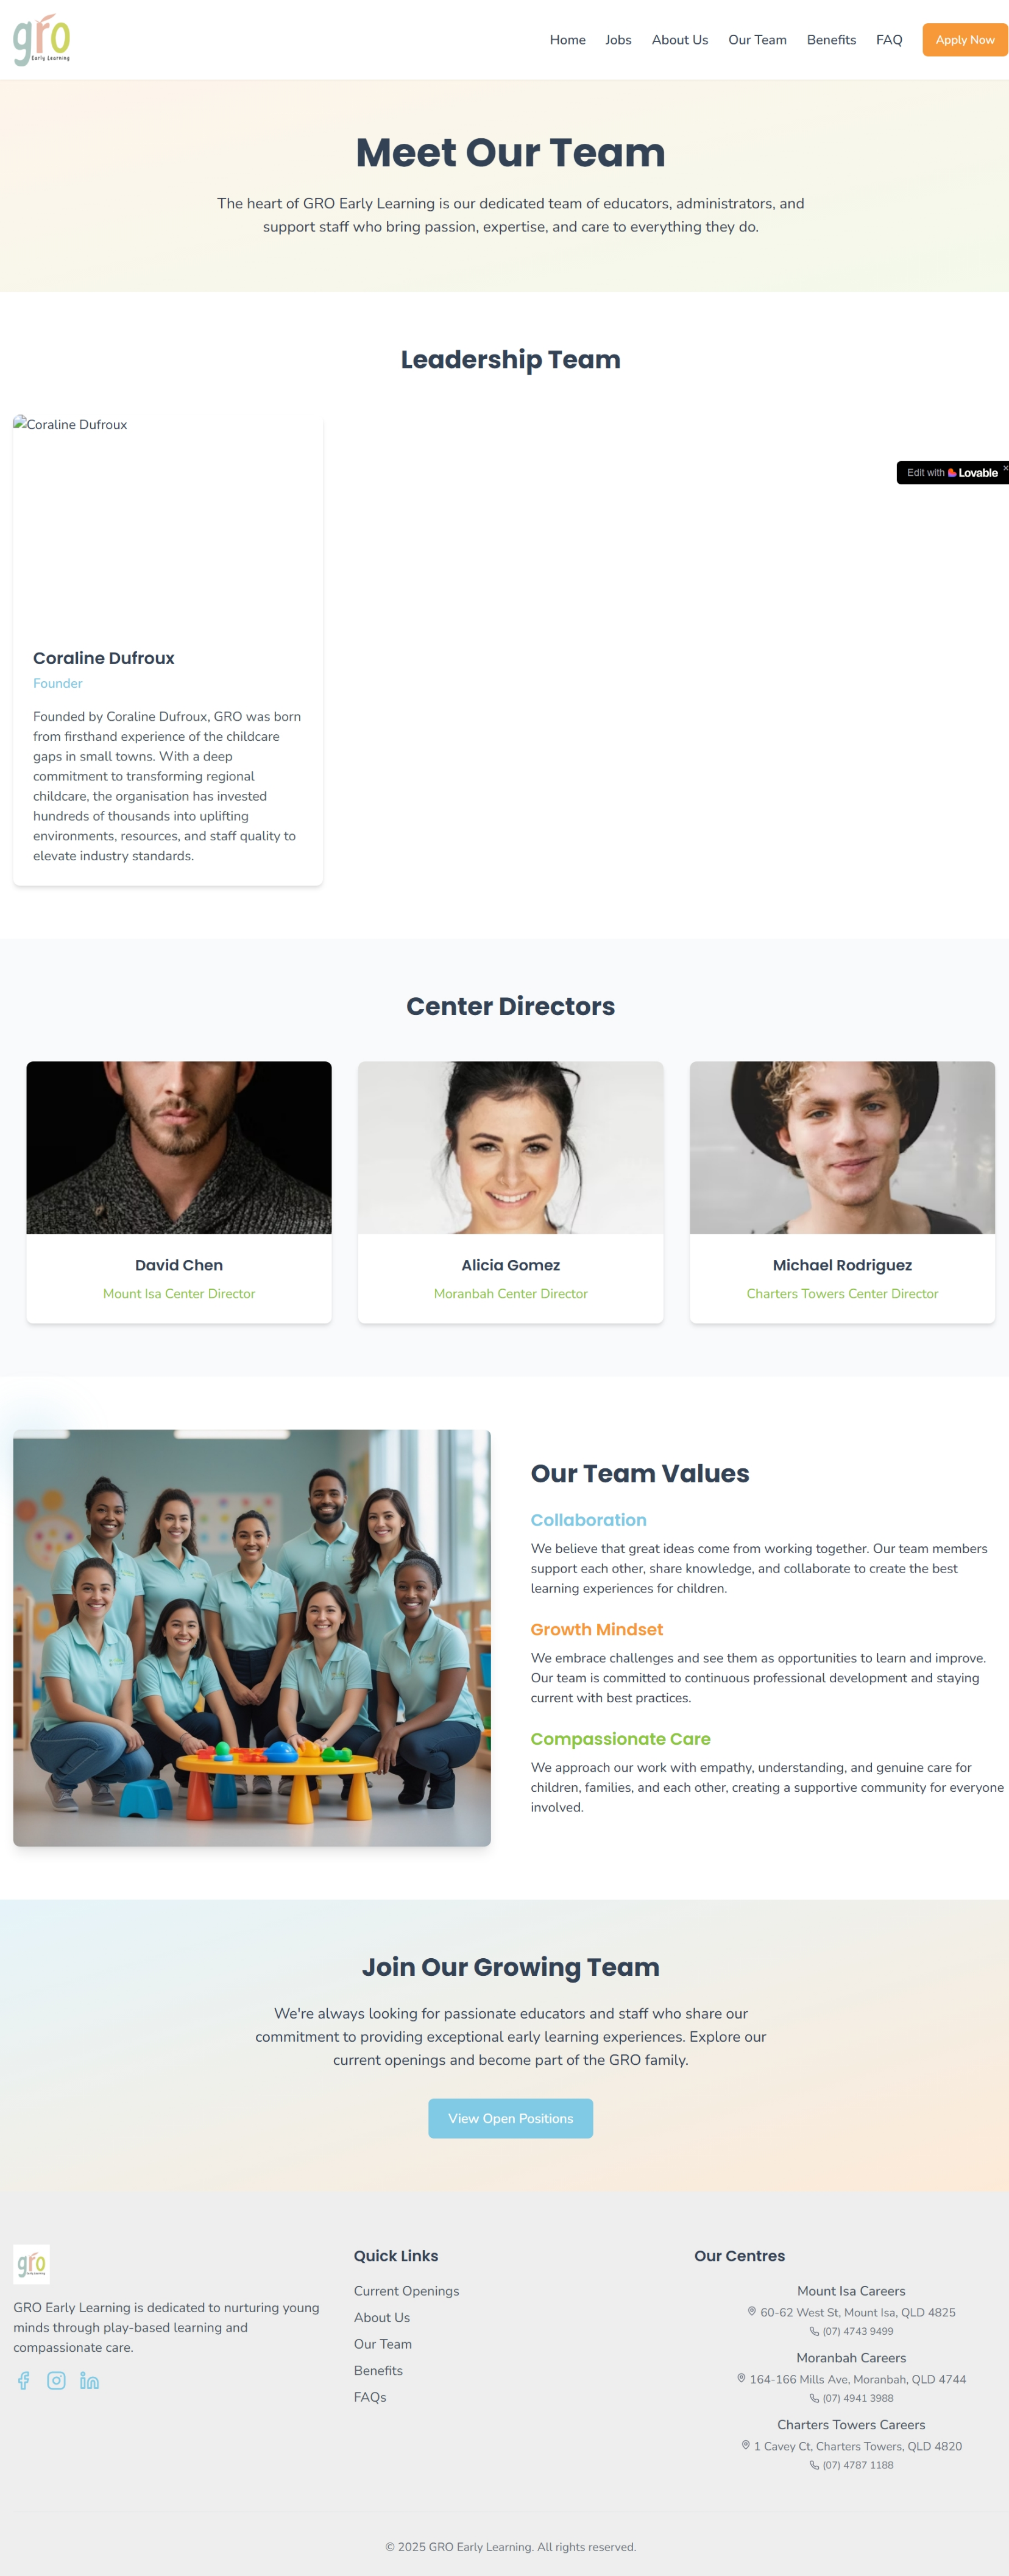 gro
Early Learning
Home
Jobs
About Us
Our Team
Benefits
FAQ
Apply Now
Meet Our Team
The heart of GRO Early Learning is our dedicated team of educators, administrators, and
support staff who bring passion, expertise, and care to everything they do.
Leadership Team
Coraline Dufroux
Edit with Lovable
Coraline Dufroux
Founder
Founded by Coraline Dufroux, GRO was born
from firsthand experience of the childcare
gaps in small towns. With a deep
commitment to transforming regional
childcare, the organisation has invested
hundreds of thousands into uplifting
environments, resources, and staff quality to
elevate industry standards.
Center Directors
David Chen
Mount Isa Center Director
Alicia Gomez
Moranbah Center Director
Michael Rodriguez
Charters Towers Center Director
Our Team Values
Collaboration
We believe that great ideas come from working together. Our team members
support each other, share knowledge, and collaborate to create the best
learning experiences for children.
Growth Mindset
We embrace challenges and see them as opportunities to learn and improve.
Our team is committed to continuous professional development and staying
current with best practices.
Compassionate Care
We approach our work with empathy, understanding, and genuine care for
children, families, and each other, creating a supportive community for everyone
involved.
Join Our Growing Team
We're always looking for passionate educators and staff who share our
commitment to providing exceptional early learning experiences. Explore our
current openings and become part of the GRO family.
View Open Positions
gro
GRO Early Learning is dedicated to nurturing young
minds through play-based learning and
compassionate care.
Quick Links
Current Openings
About Us
Our Team
Benefits
FAQs
Our Centres
Mount Isa Careers
60-62 West St, Mount Isa, QLD 4825
(07) 4743 9499
Moranbah Careers
164-166 Mills Ave, Moranbah, QLD 4744
(07) 4941 3988
Charters Towers Careers
1 Cavey Ct, Charters Towers, QLD 4820
(07) 4787 1188
© 2025 GRO Early Learning. All rights reserved.